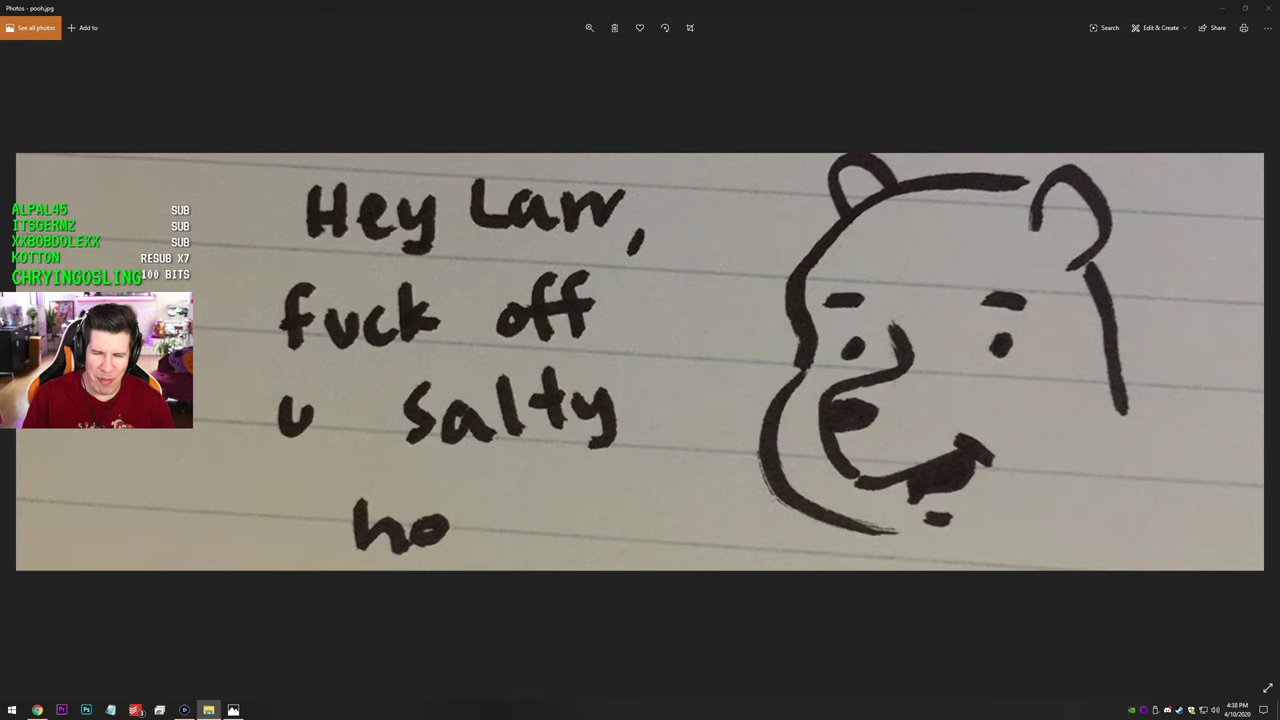 Photos - pooh.jpg
See all photos
Add to
Search
Edit & Create
Share
Hey Law,
fuck off
u salty
ho
ALPAL45 SUB
ITSGERMZ SUB
XXBOBDOLEXX SUB
KOTTON RESUB X7
CHRYINGOSLING 100 BITS
4:38 PM
4/10/2020